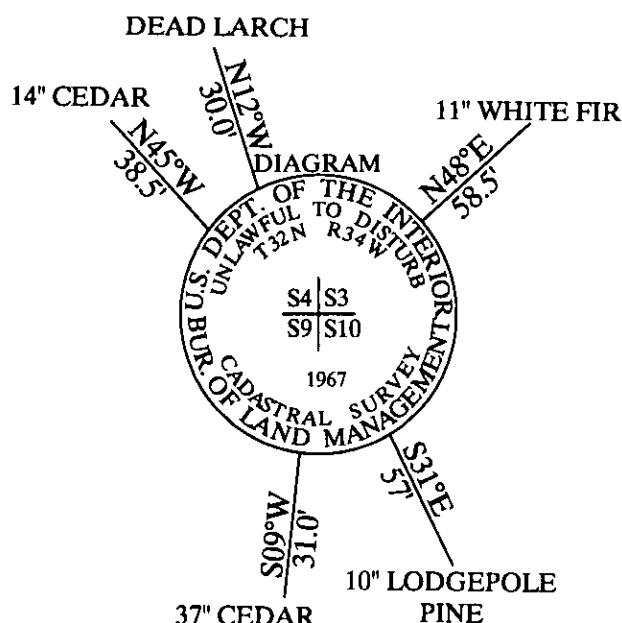 DEAD LARCH
N12°W
30.0'
14" CEDAR
N45°W
38.5'
11" WHITE FIR
N48°E
58.5'
DIAGRAM
U.S. DEPT. OF THE INTERIOR
UNLAWFUL TO DISTURB
T32N R34W
S4 S3
S9 S10
1967
CADASTRAL SURVEY
BUR. OF LAND MANAGEMENT
S09°W
31.0'
37" CEDAR
S31°E
57'
10" LODGEPOLE
PINE